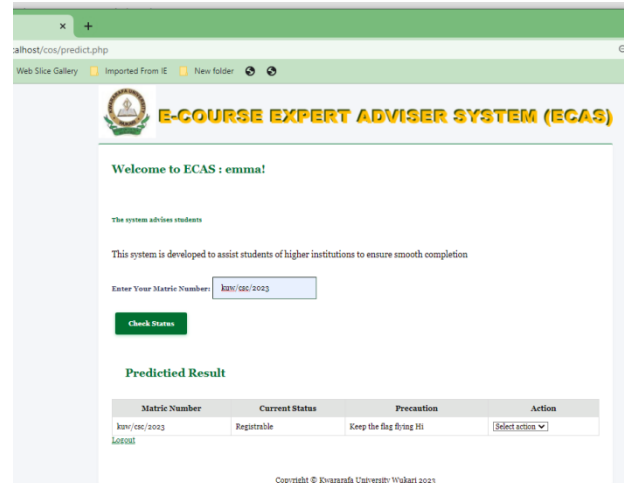 × +
calhost/cos/predict.php
Web Slice Gallery Imported From IE New folder
E-COURSE EXPERT ADVISER SYSTEM (ECAS)
Welcome to ECAS : emma!
The system advises students
This system is developed to assist students of higher institutions to ensure smooth completion
Enter Your Matric Number: kuw/csc/2023
Check Status
Predictied Result
Matric Number Current Status Precaution Action
kuw/csc/2023 Registrable Keep the flag flying Hi Select action
Logout
Copyright © Kwararafa University Wukari 2023